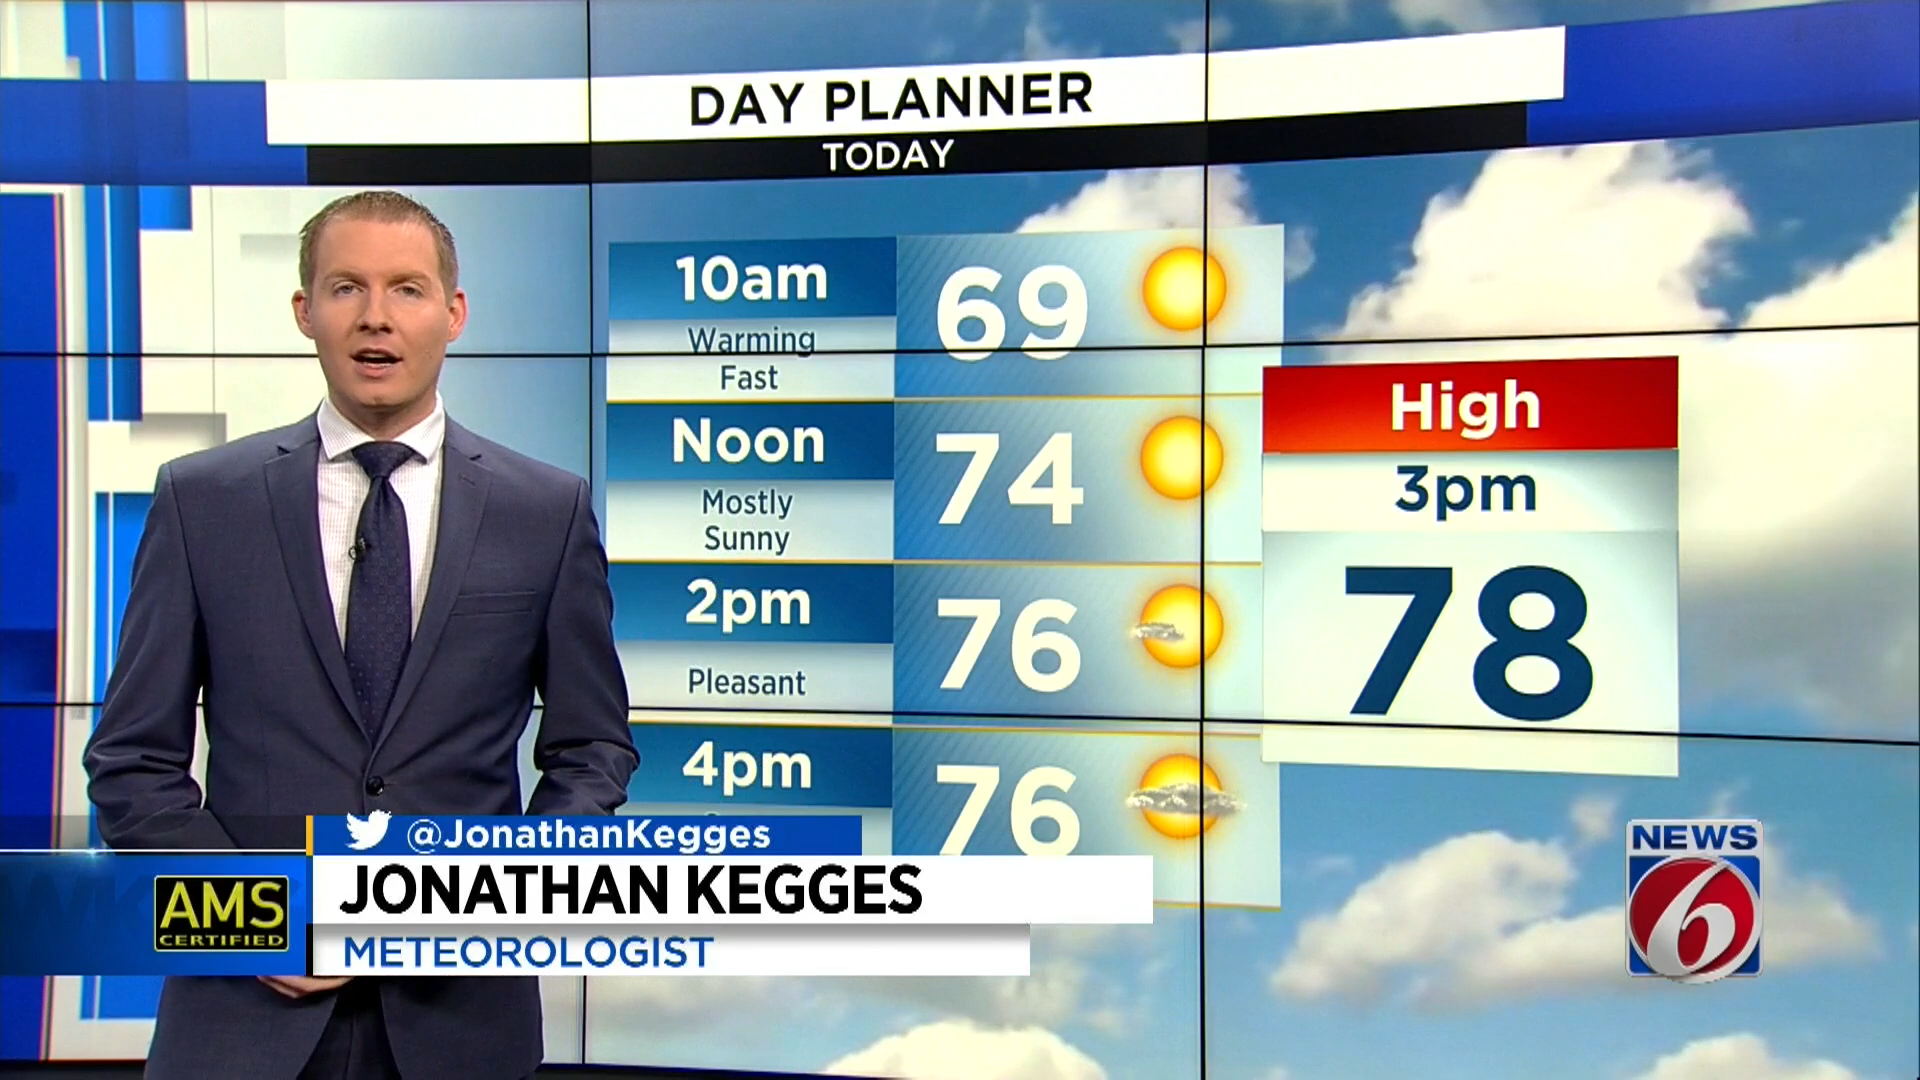 DAY PLANNER
TODAY
10am
69
Warming
Fast
Noon
74
Mostly
Sunny
2pm
76
Pleasant
4pm
76
High
3pm
78
@JonathanKegges
JONATHAN KEGGES
METEOROLOGIST
AMS
CERTIFIED
NEWS
6